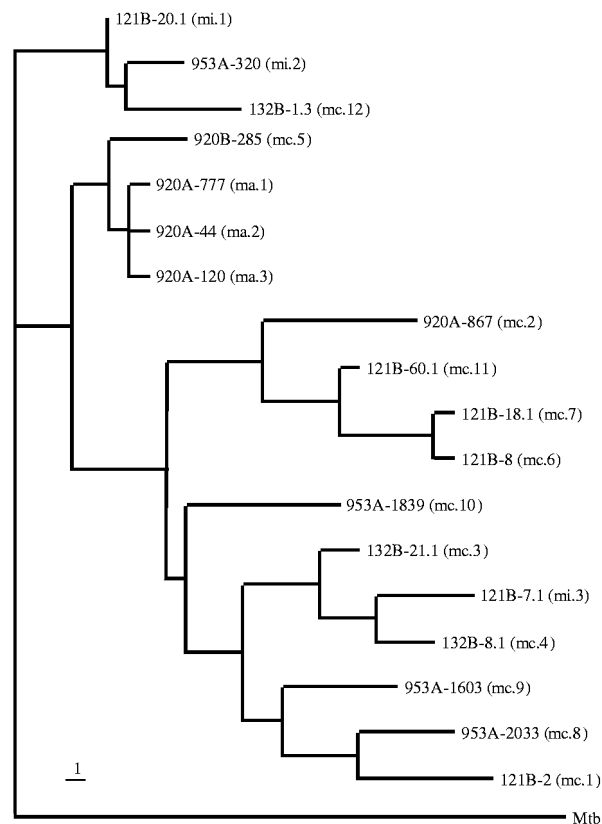 121B-20.1 (mi.1)
953A-320 (mi.2)
132B-1.3 (mc.12)
920B-285 (mc.5)
920A-777 (ma.1)
920A-44 (ma.2)
920A-120 (ma.3)
920A-867 (mc.2)
121B-60.1 (mc.11)
121B-18.1 (mc.7)
121B-8 (mc.6)
953A-1839 (mc.10)
132B-21.1 (mc.3)
121B-7.1 (mi.3)
132B-8.1 (mc.4)
953A-1603 (mc.9)
953A-2033 (mc.8)
1
121B-2 (mc.1)
Mtb